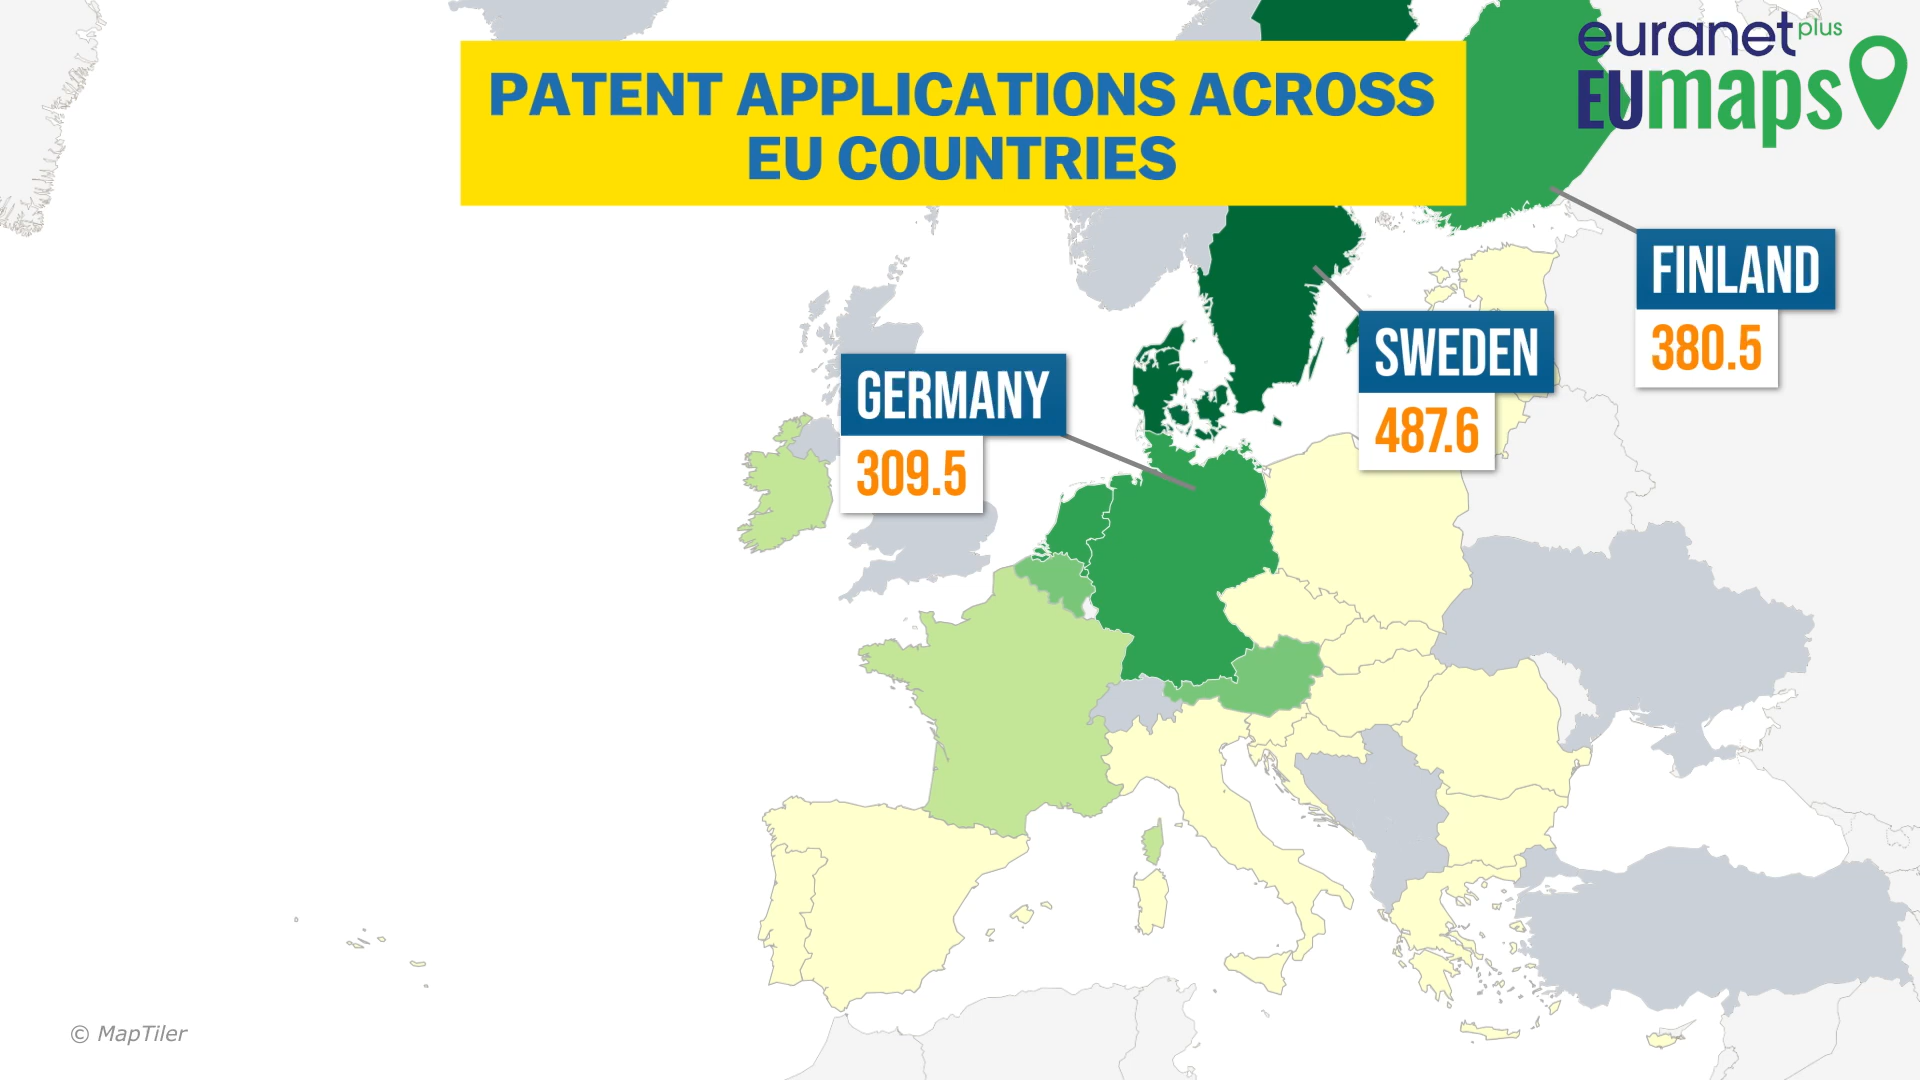 PATENT APPLICATIONS ACROSS
EU COUNTRIES
euranet plus
EUmaps
FINLAND
380.5
SWEDEN
487.6
GERMANY
309.5
© MapTiler